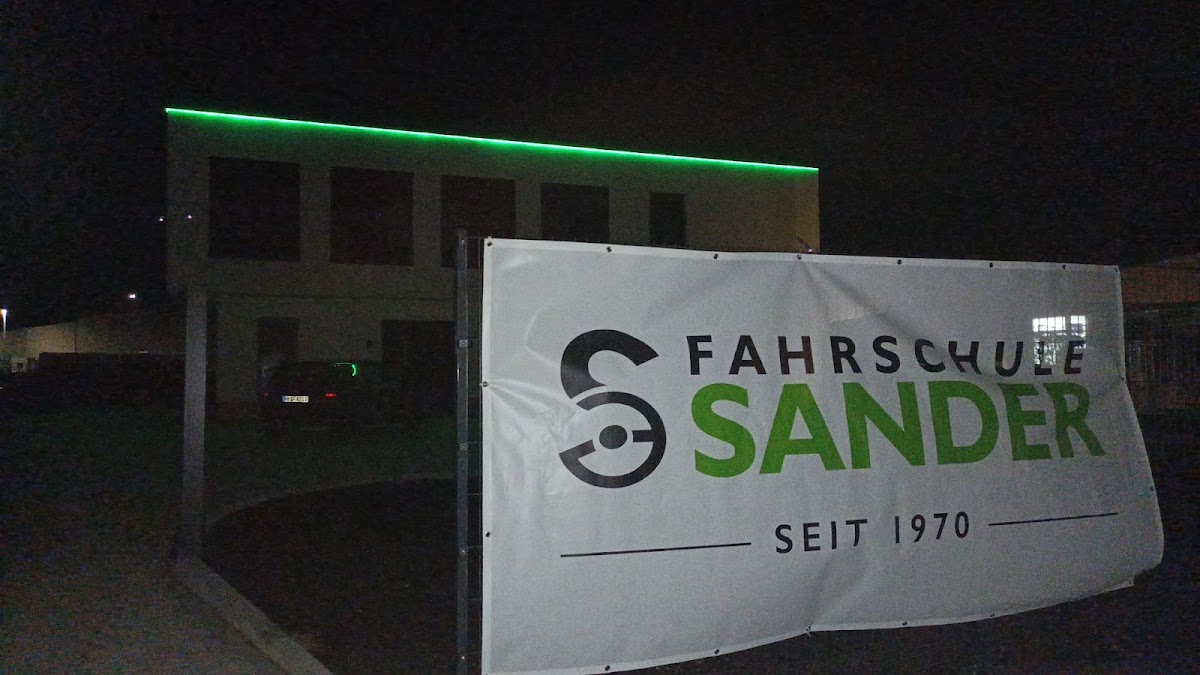 FAHRSCHULE
SANDER
SEIT 1970